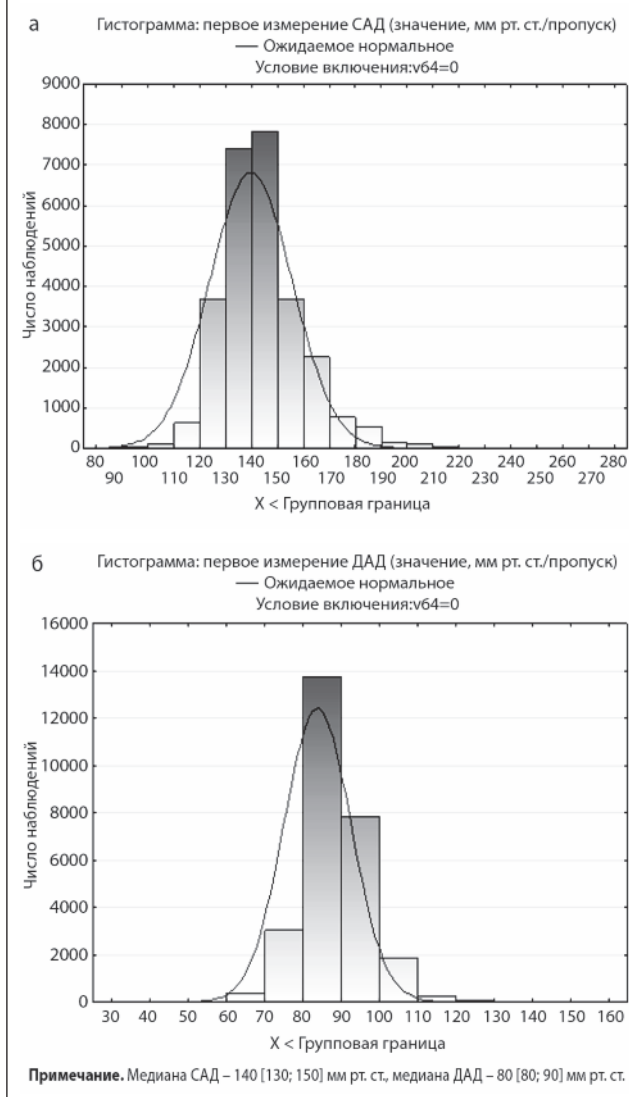 а
Гистограмма: первое измерение САД (значение, мм рт. ст./пропуск)
— Ожидаемое нормальное
Условие включения:v64=0
Число наблюдений
9000
8000
7000
6000
5000
4000
3000
2000
1000
0
80 100 120 140 160 180 200 220 240 260 280
90 110 130 150 170 190 210 230 250 270
X < Групповая граница
б
Гистограмма: первое измерение ДАД (значение, мм рт. ст./пропуск)
— Ожидаемое нормальное
Условие включения:v64=0
Число наблюдений
16000
14000
12000
10000
8000
6000
4000
2000
0
30 40 50 60 70 80 90 100 110 120 130 140 150 160
X < Групповая граница
Примечание. Медиана САД – 140 [130; 150] мм рт. ст., медиана ДАД – 80 [80; 90] мм рт. ст.